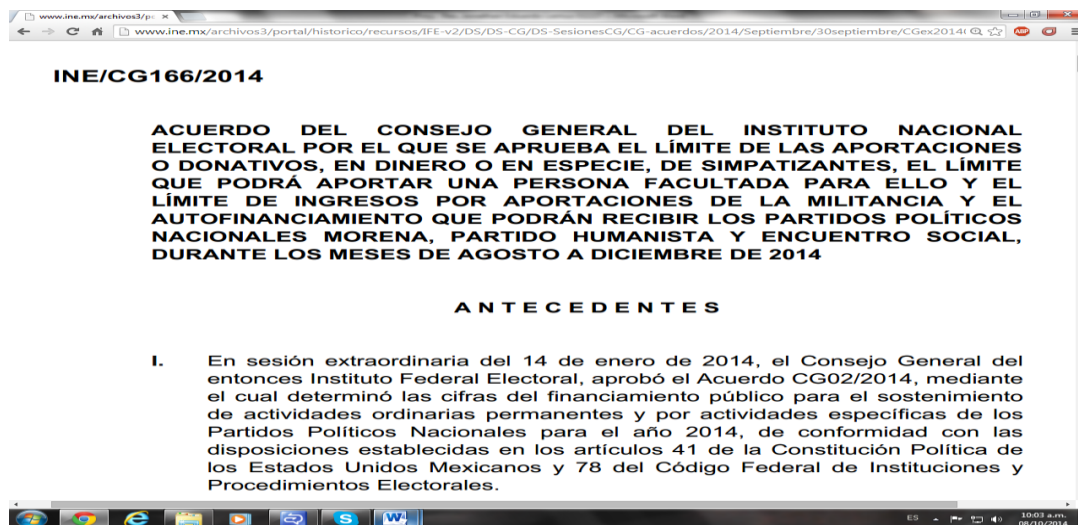 www.ine.mx/archivos3/p
www.ine.mx/archivos3/portal/historico/recursos/IFE-v2/DS/DS-CG/DS-SesionesCG/CG-acuerdos/2014/Septiembre/30septiembre/CGex2014
ABP
INE/CG166/2014
ACUERDO DEL CONSEJO GENERAL DEL INSTITUTO NACIONAL
ELECTORAL POR EL QUE SE APRUEBA EL LÍMITE DE LAS APORTACIONES
O DONATIVOS, EN DINERO O EN ESPECIE, DE SIMPATIZANTES, EL LÍMITE
QUE PODRÁ APORTAR UNA PERSONA FACULTADA PARA ELLO Y EL
LÍMITE DE INGRESOS POR APORTACIONES DE LA MILITANCIA Y EL
AUTOFINANCIAMIENTO QUE PODRÁN RECIBIR LOS PARTIDOS POLÍTICOS
NACIONALES MORENA, PARTIDO HUMANISTA Y ENCUENTRO SOCIAL,
DURANTE LOS MESES DE AGOSTO A DICIEMBRE DE 2014
A N T E C E D E N T E S
I. En sesión extraordinaria del 14 de enero de 2014, el Consejo General del
entonces Instituto Federal Electoral, aprobó el Acuerdo CG02/2014, mediante
el cual determinó las cifras del financiamiento público para el sostenimiento
de actividades ordinarias permanentes y por actividades específicas de los
Partidos Políticos Nacionales para el año 2014, de conformidad con las
disposiciones establecidas en los artículos 41 de la Constitución Política de
los Estados Unidos Mexicanos y 78 del Código Federal de Instituciones y
Procedimientos Electorales.
ES
10:03 a.m.
08/10/2014